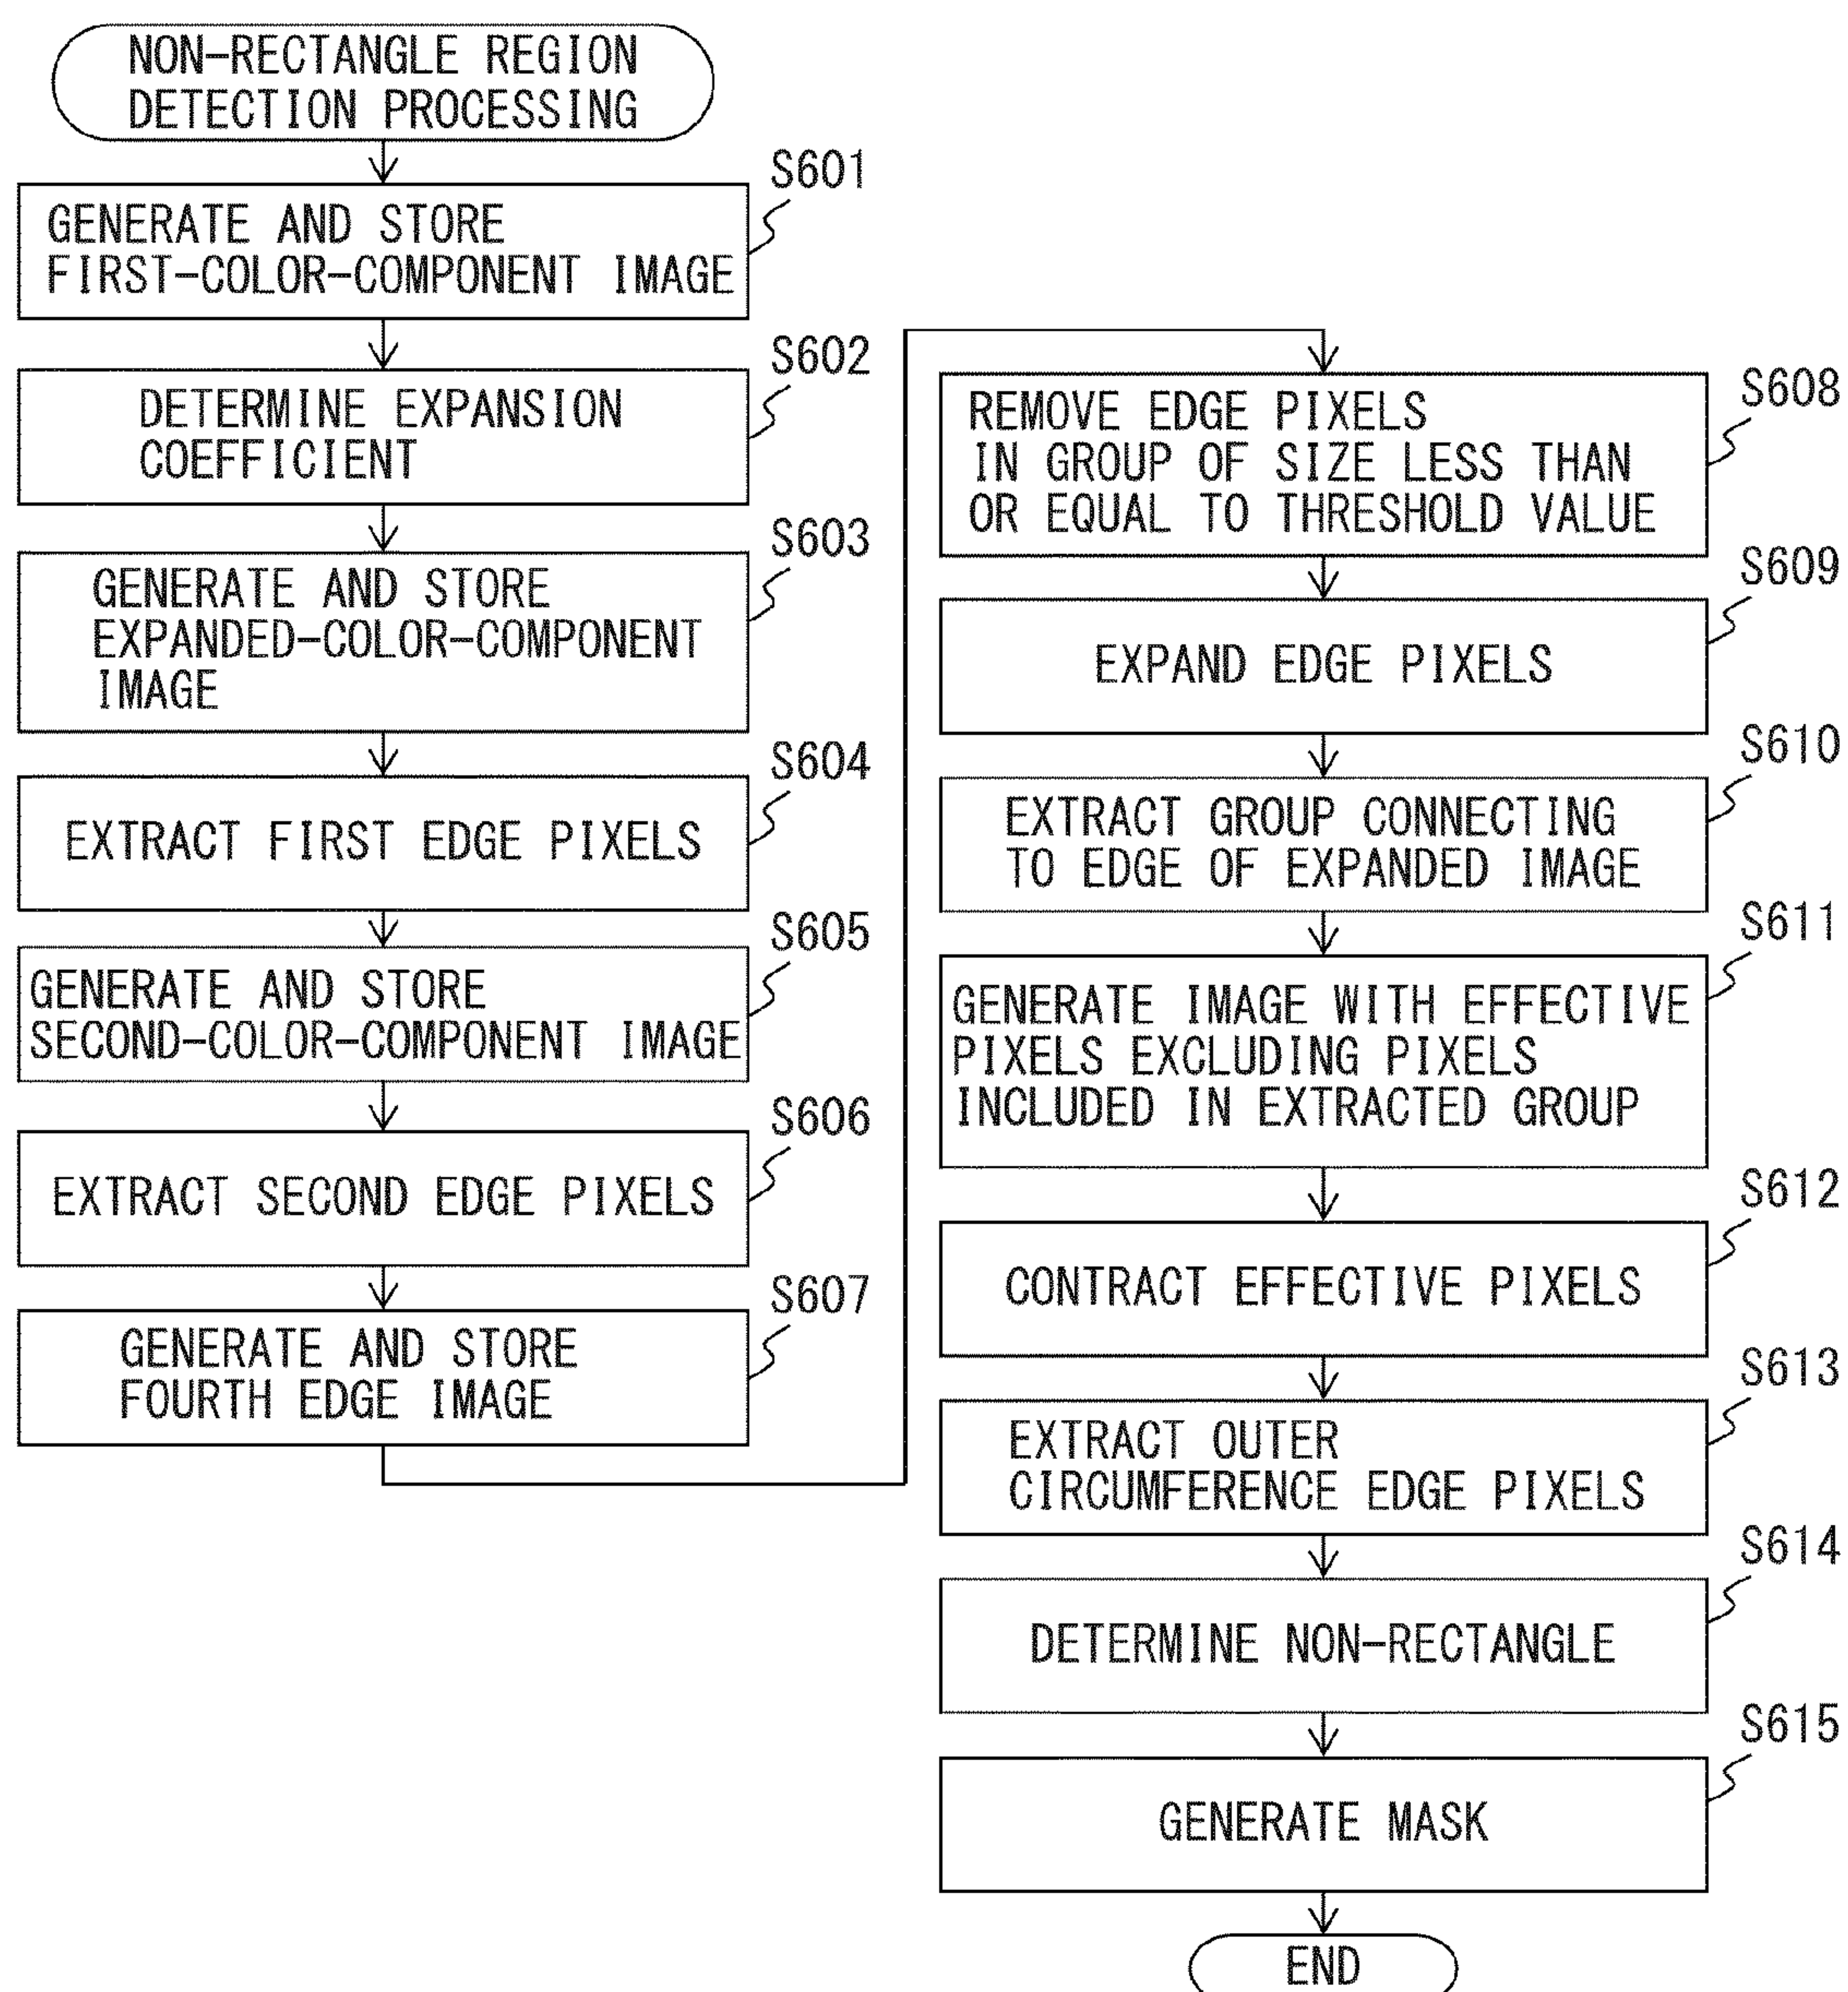 NON-RECTANGLE REGION
DETECTION PROCESSING
S601
GENERATE AND STORE
FIRST-COLOR-COMPONENT IMAGE
S602
DETERMINE EXPANSION
COEFFICIENT
S603
GENERATE AND STORE
EXPANDED-COLOR-COMPONENT
IMAGE
S604
EXTRACT FIRST EDGE PIXELS
S605
GENERATE AND STORE
SECOND-COLOR-COMPONENT IMAGE
S606
EXTRACT SECOND EDGE PIXELS
S607
GENERATE AND STORE
FOURTH EDGE IMAGE
S608
REMOVE EDGE PIXELS
IN GROUP OF SIZE LESS THAN
OR EQUAL TO THRESHOLD VALUE
S609
EXPAND EDGE PIXELS
S610
EXTRACT GROUP CONNECTING
TO EDGE OF EXPANDED IMAGE
S611
GENERATE IMAGE WITH EFFECTIVE
PIXELS EXCLUDING PIXELS
INCLUDED IN EXTRACTED GROUP
S612
CONTRACT EFFECTIVE PIXELS
S613
EXTRACT OUTER
CIRCUMFERENCE EDGE PIXELS
S614
DETERMINE NON-RECTANGLE
S615
GENERATE MASK
END